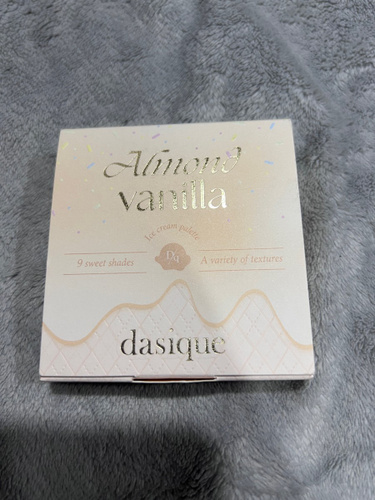 Almond
vanilla
Ice cream palette
9 sweet shades
A variety of textures
dasique